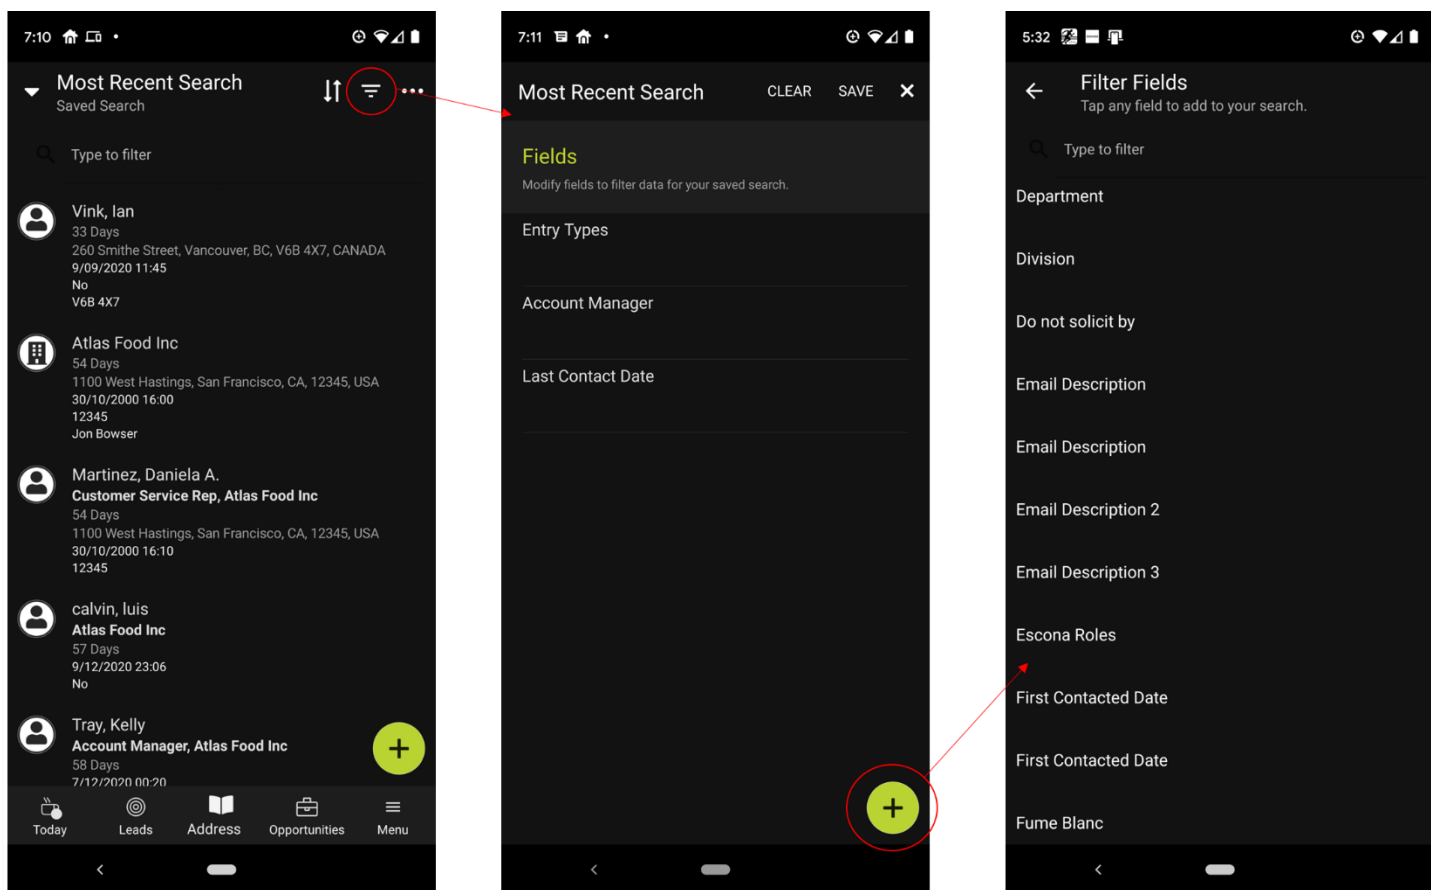 7:10
Most Recent Search
Saved Search
Type to filter
Vink, Ian
33 Days
260 Smithe Street, Vancouver, BC, V6B 4X7, CANADA
9/09/2020 11:45
No
V6B 4X7
Atlas Food Inc
54 Days
1100 West Hastings, San Francisco, CA, 12345, USA
30/10/2000 16:00
12345
Jon Bowser
Martinez, Daniela A.
Customer Service Rep, Atlas Food Inc
54 Days
1100 West Hastings, San Francisco, CA, 12345, USA
30/10/2000 16:10
12345
calvin, luis
Atlas Food Inc
57 Days
9/12/2020 23:06
No
Tray, Kelly
Account Manager, Atlas Food Inc
58 Days
7/12/2020 00:20
Today Leads Address Opportunities Menu
7:11
Most Recent Search CLEAR SAVE
Fields
Modify fields to filter data for your saved search.
Entry Types
Account Manager
Last Contact Date
5:32
Filter Fields
Tap any field to add to your search.
Type to filter
Department
Division
Do not solicit by
Email Description
Email Description
Email Description 2
Email Description 3
Escona Roles
First Contacted Date
First Contacted Date
Fume Blanc